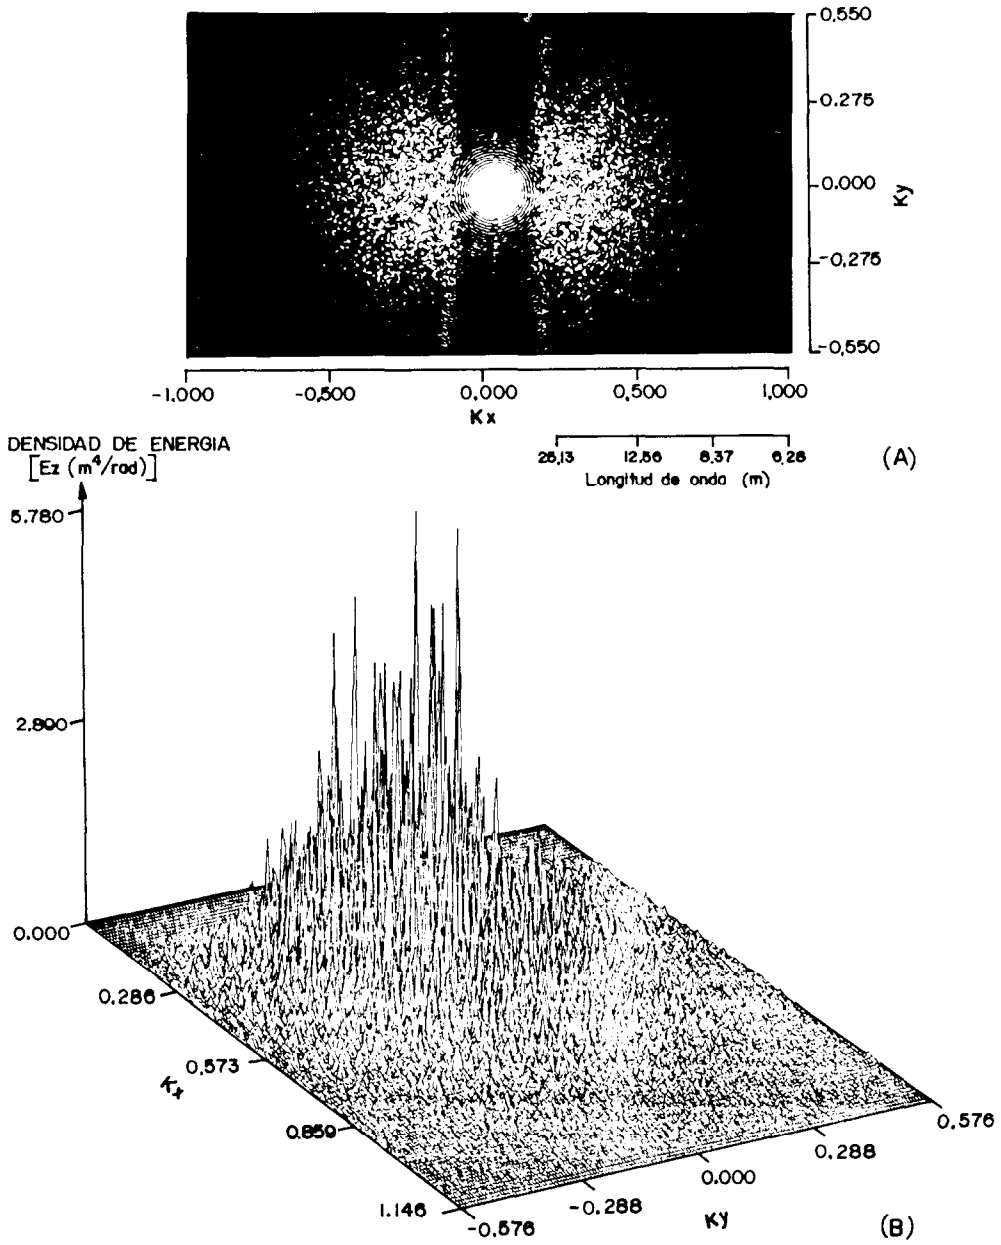 0,550
0,275
0,000
Ky
-0,275
-0,550
-1,000 -0,500 0,000 0,500 1,000
Kx
DENSIDAD DE ENERGIA
[Ez (m⁴/rad)]
25,13 12,56 8,37 6,28
Longitud de onda (m)
(A)
5.780
2.890
0.000
0.286
0.573
Kx
0.859
1.146
-0.576
-0.288
0.000
0.288
0.576
Ky
(B)